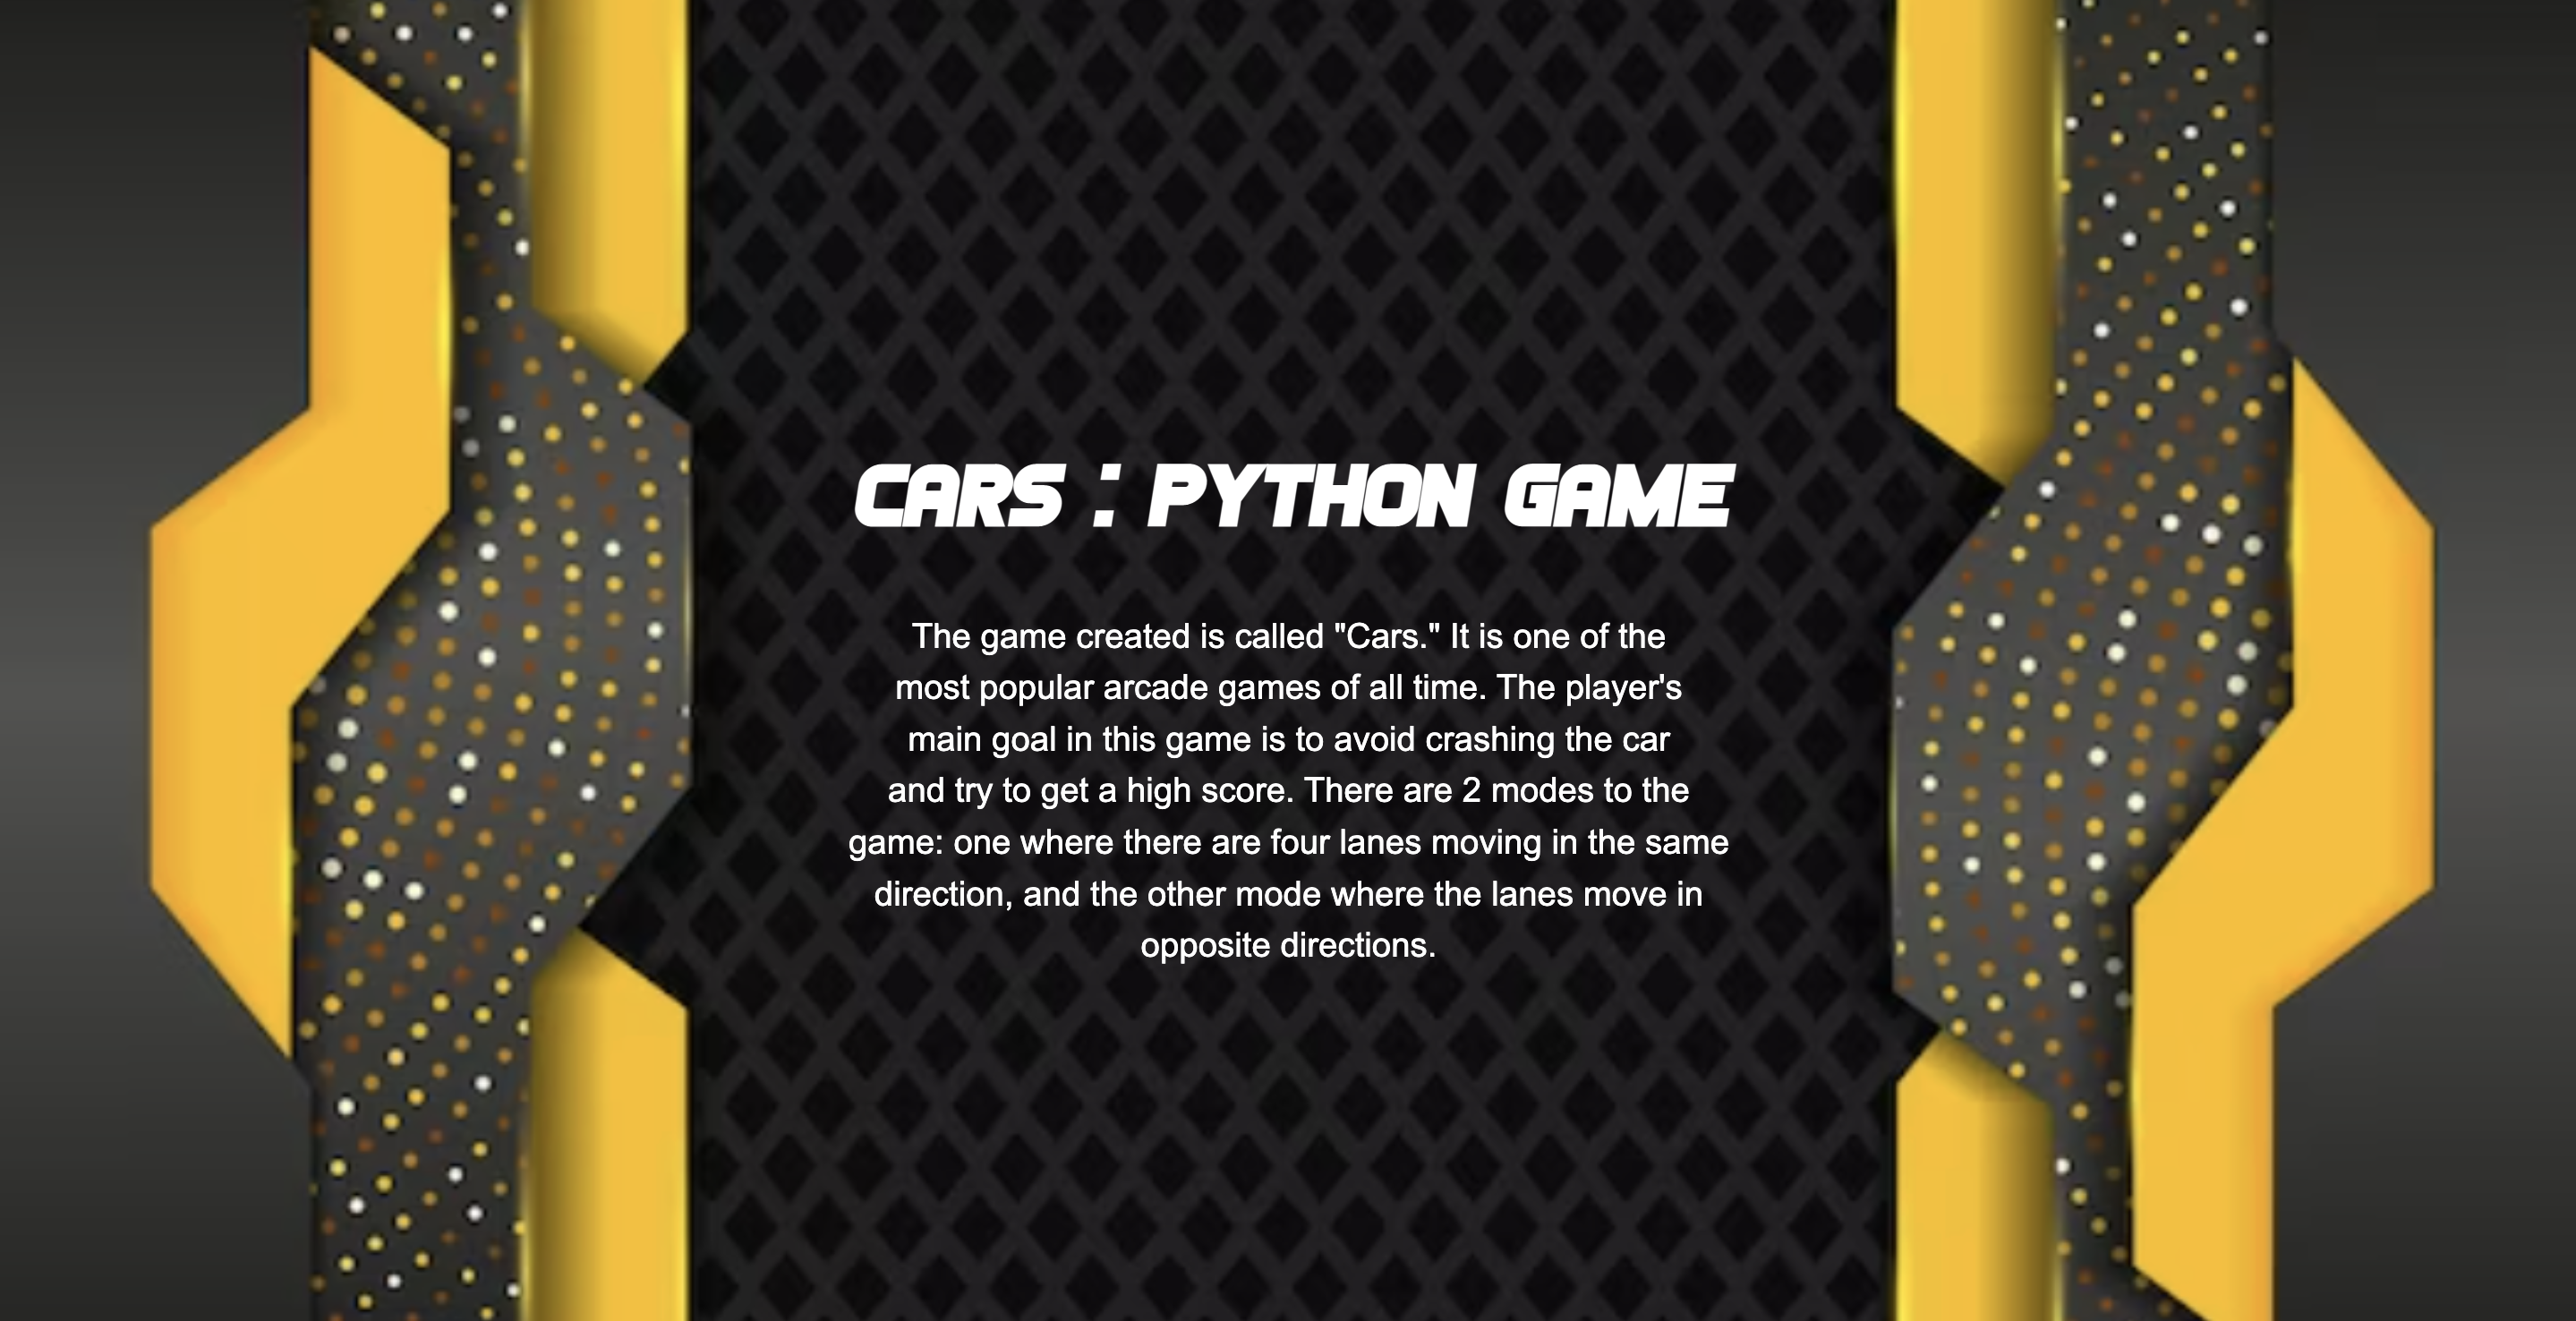 CARS : PYTHON GAME
The game created is called "Cars." It is one of the
most popular arcade games of all time. The player's
main goal in this game is to avoid crashing the car
and try to get a high score. There are 2 modes to the
game: one where there are four lanes moving in the same
direction, and the other mode where the lanes move in
opposite directions.